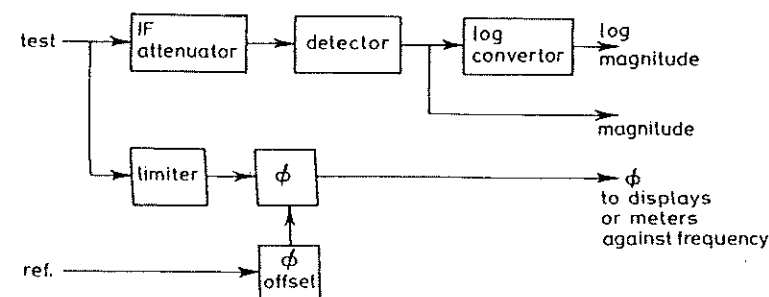 test
IF
attenuator
detector
log
convertor
log
magnitude
magnitude
limiter
ϕ
ϕ
to displays
or meters
against frequency
ref.
ϕ
offset